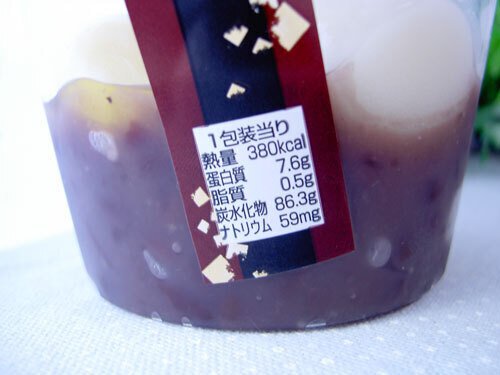 1包装当り
熱量 380kcal
蛋白質 7.6g
脂質 0.5g
炭水化物 86.3g
ナトリウム 59mg